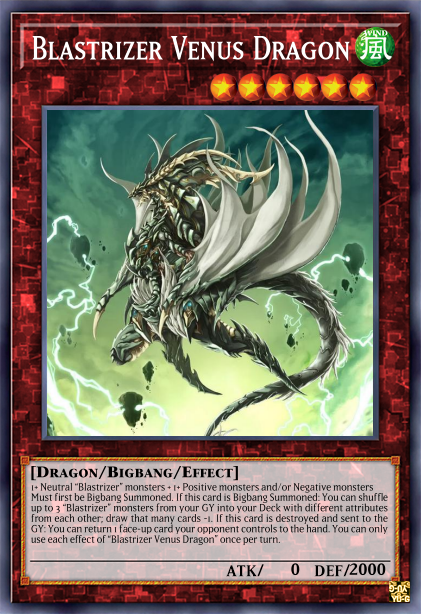 BLASTRIZER VENUS DRAGON
WIND
風
[DRAGON/BIGBANG/EFFECT]
1+ Neutral “Blastrizer” monsters + 1+ Positive monsters and/or Negative monsters
Must first be Bigbang Summoned. If this card is Bigbang Summoned: You can shuffle
up to 3 “Blastrizer” monsters from your GY into your Deck with different attributes
from each other; draw that many cards -1. If this card is destroyed and sent to the
GY: You can return 1 face-up card your opponent controls to the hand. You can only
use each effect of “Blastrizer Venus Dragon” once per turn.
ATK/ 0 DEF/2000